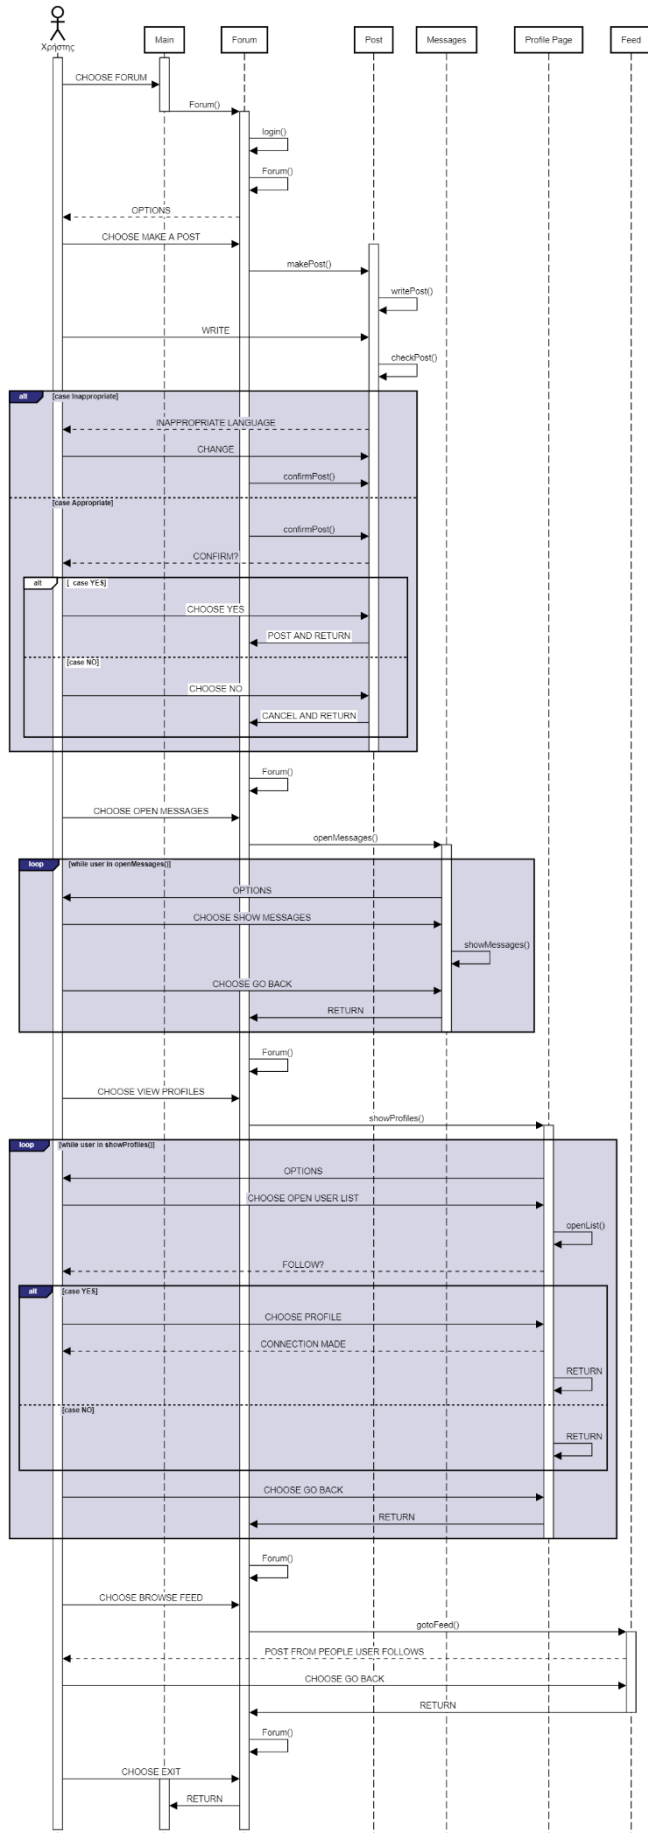 Χρήστης
Main
Forum
Post
Messages
Profile Page
Feed
CHOOSE FORUM
Forum()
login()
Forum()
OPTIONS
CHOOSE MAKE A POST
makePost()
writePost()
WRITE
checkPost()
alt
[case Inappropriate]
INAPPROPRIATE LANGUAGE
CHANGE
confirmPost()
[case Appropriate]
confirmPost()
CONFIRM?
alt
[ case YES]
CHOOSE YES
POST AND RETURN
[case NO]
CHOOSE NO
CANCEL AND RETURN
Forum()
CHOOSE OPEN MESSAGES
openMessages()
loop
[while user in openMessages()]
OPTIONS
CHOOSE SHOW MESSAGES
showMessages()
CHOOSE GO BACK
RETURN
Forum()
CHOOSE VIEW PROFILES
showProfiles()
loop
[while user in showProfiles()]
OPTIONS
CHOOSE OPEN USER LIST
openList()
FOLLOW?
alt
[case YES]
CHOOSE PROFILE
CONNECTION MADE
RETURN
[case NO]
RETURN
CHOOSE GO BACK
RETURN
Forum()
CHOOSE BROWSE FEED
gotoFeed()
POST FROM PEOPLE USER FOLLOWS
CHOOSE GO BACK
RETURN
Forum()
CHOOSE EXIT
RETURN